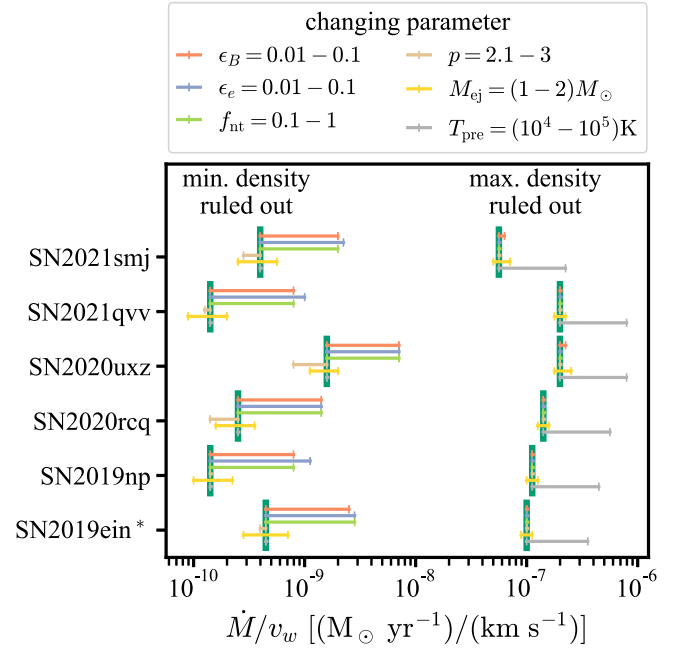 changing parameter
ϵ_B = 0.01 − 0.1
ϵ_e = 0.01 − 0.1
f_nt = 0.1 − 1
p = 2.1 − 3
M_ej = (1 − 2)M_⊙
T_pre = (10^4 − 10^5)K
min. density
ruled out
max. density
ruled out
SN2021smj
SN2021qvv
SN2020uxz
SN2020rcq
SN2019np
SN2019ein *
10^-10
10^-9
10^-8
10^-7
10^-6
Ṁ/v_w [(M_⊙ yr^−1)/(km s^−1)]